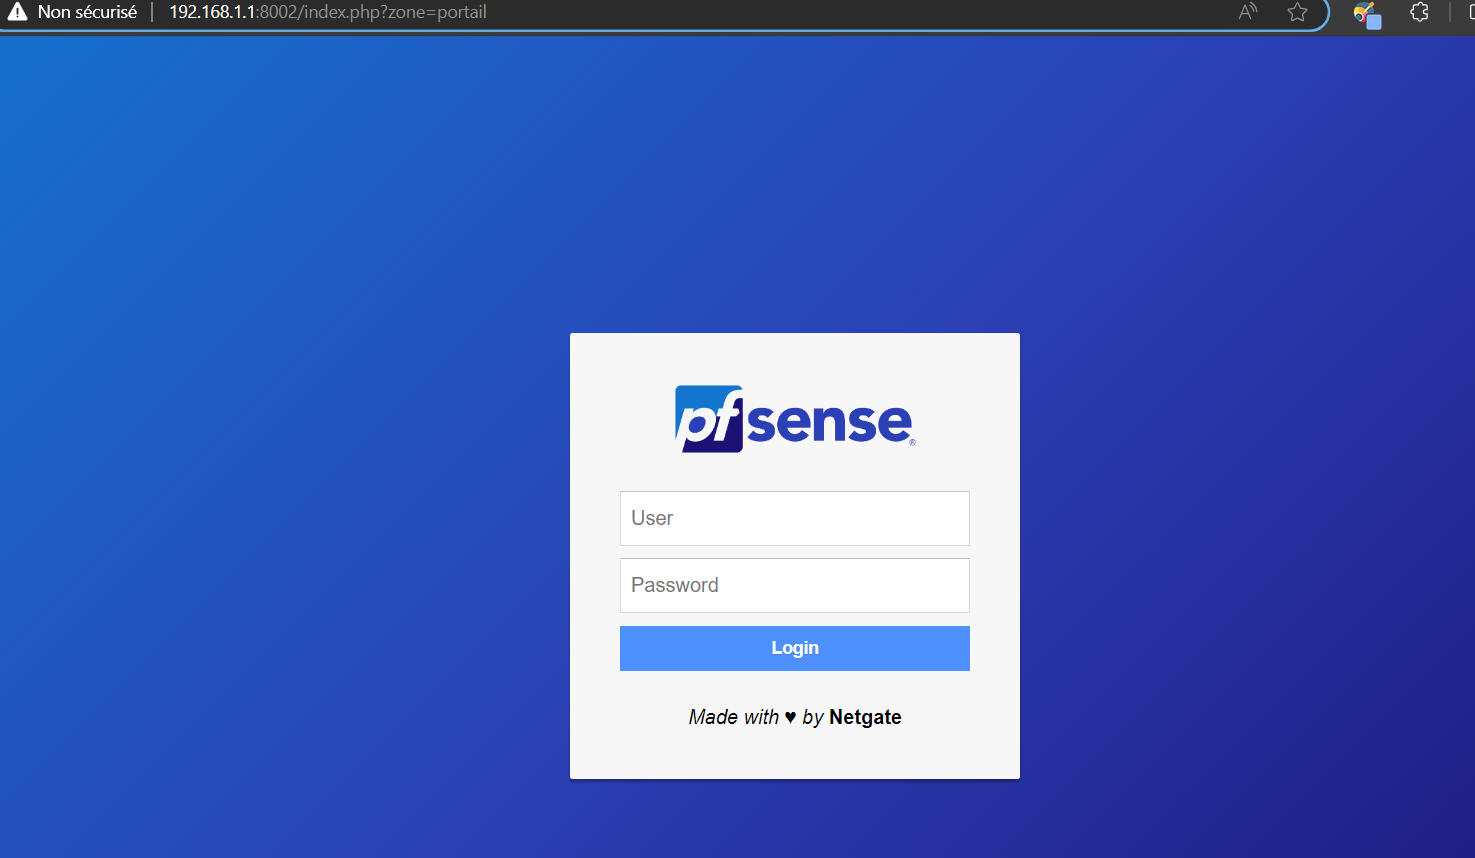 Non sécurisé | 192.168.1.1:8002/index.php?zone=portail
pfsense®
User
Password
Login
Made with ♥ by Netgate